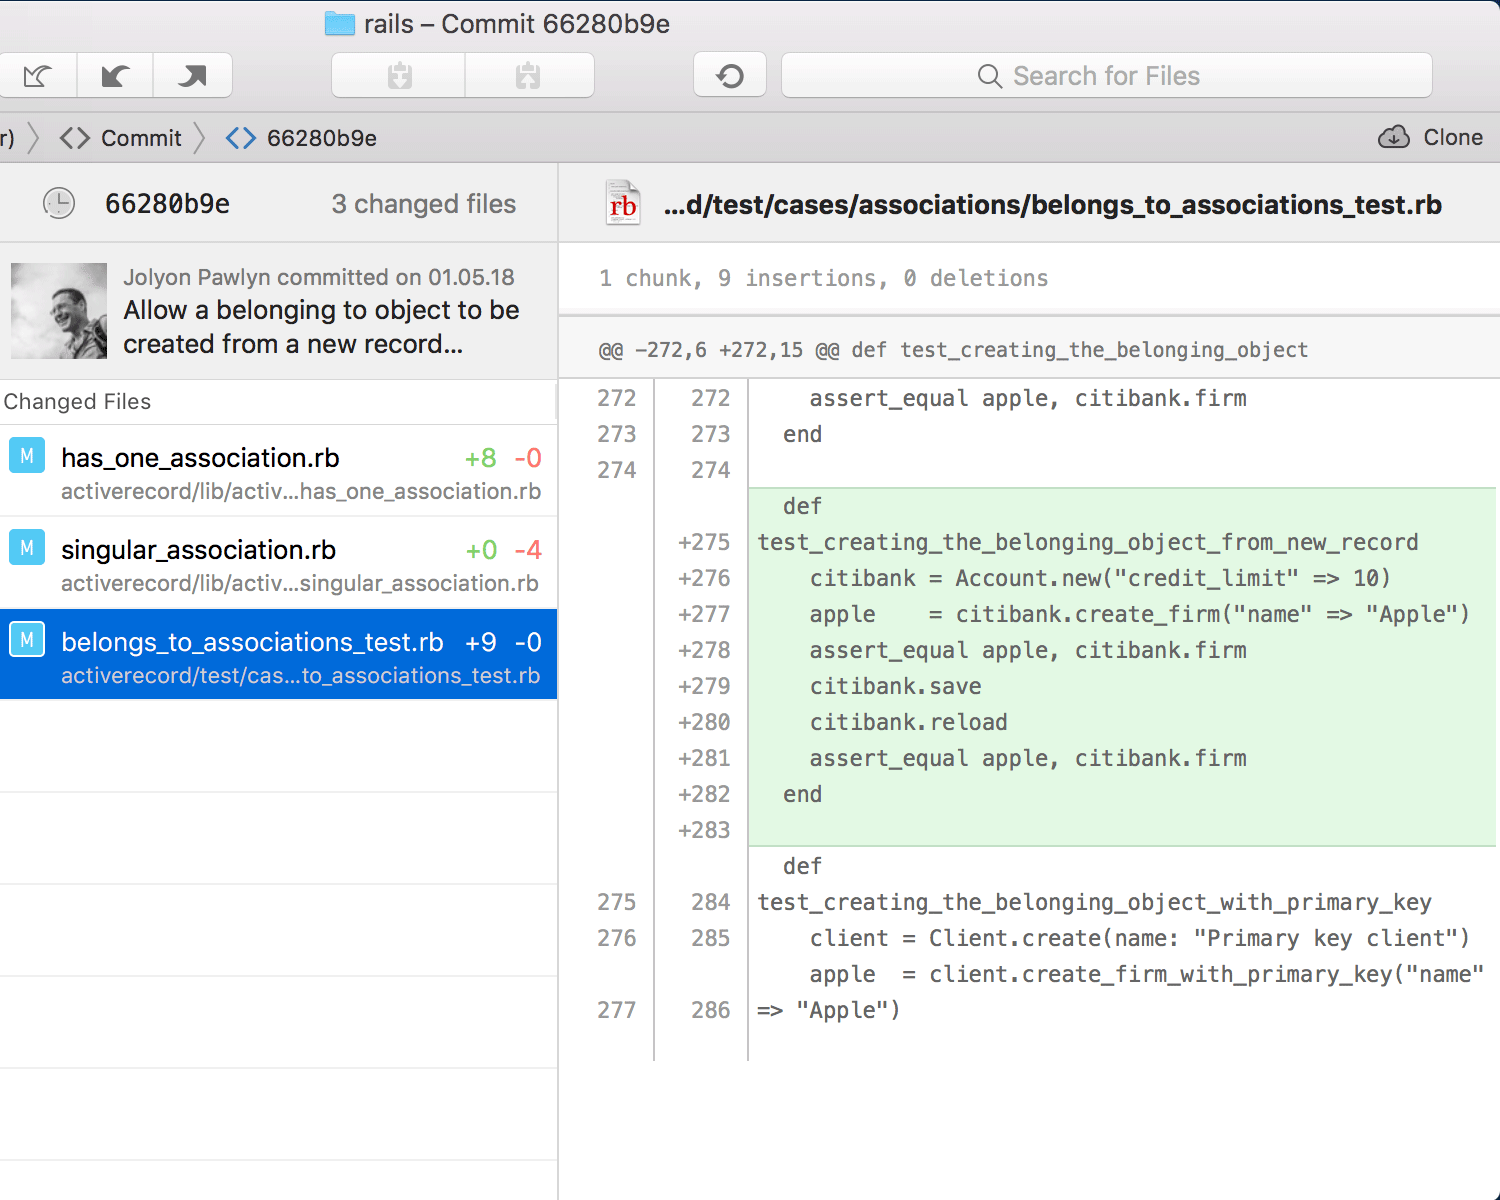 rails – Commit 66280b9e
Search for Files
r) Commit 66280b9e Clone
66280b9e 3 changed files
Jolyon Pawlyn committed on 01.05.18
Allow a belonging to object to be
created from a new record...
Changed Files
M has_one_association.rb +8 -0
activerecord/lib/activ...has_one_association.rb
M singular_association.rb +0 -4
activerecord/lib/activ...singular_association.rb
M belongs_to_associations_test.rb +9 -0
activerecord/test/cas...to_associations_test.rb
rb ...d/test/cases/associations/belongs_to_associations_test.rb
1 chunk, 9 insertions, 0 deletions
@@ -272,6 +272,15 @@ def test_creating_the_belonging_object
272 272 assert_equal apple, citibank.firm
273 273 end
274 274
def
+275 test_creating_the_belonging_object_from_new_record
+276 citibank = Account.new("credit_limit" => 10)
+277 apple    = citibank.create_firm("name" => "Apple")
+278 assert_equal apple, citibank.firm
+279 citibank.save
+280 citibank.reload
+281 assert_equal apple, citibank.firm
+282 end
+283
def
275 284 test_creating_the_belonging_object_with_primary_key
276 285 client = Client.create(name: "Primary key client")
apple  = client.create_firm_with_primary_key("name"
277 286 => "Apple")